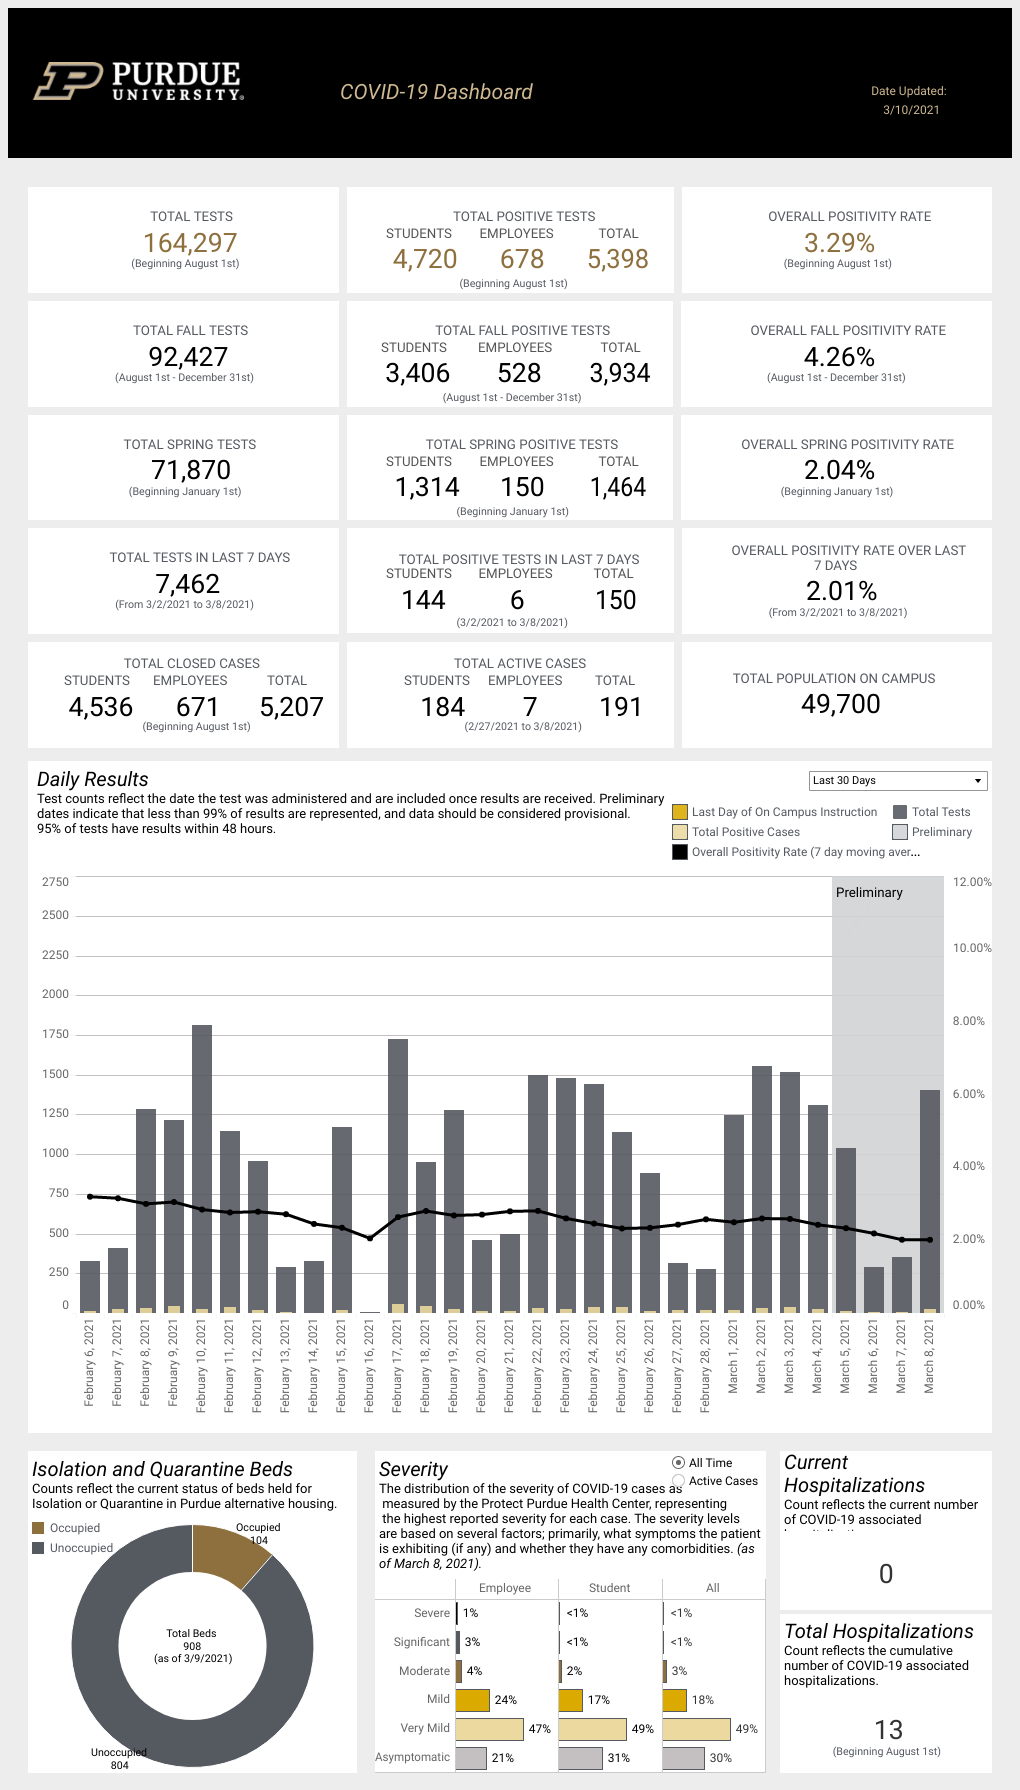 PURDUE
UNIVERSITY®
COVID-19 Dashboard
Date Updated:
3/10/2021
TOTAL TESTS
164,297
(Beginning August 1st)
TOTAL POSITIVE TESTS
STUDENTS EMPLOYEES TOTAL
4,720 678 5,398
(Beginning August 1st)
OVERALL POSITIVITY RATE
3.29%
(Beginning August 1st)
TOTAL FALL TESTS
92,427
(August 1st - December 31st)
TOTAL FALL POSITIVE TESTS
STUDENTS EMPLOYEES TOTAL
3,406 528 3,934
(August 1st - December 31st)
OVERALL FALL POSITIVITY RATE
4.26%
(August 1st - December 31st)
TOTAL SPRING TESTS
71,870
(Beginning January 1st)
TOTAL SPRING POSITIVE TESTS
STUDENTS EMPLOYEES TOTAL
1,314 150 1,464
(Beginning January 1st)
OVERALL SPRING POSITIVITY RATE
2.04%
(Beginning January 1st)
TOTAL TESTS IN LAST 7 DAYS
7,462
(From 3/2/2021 to 3/8/2021)
TOTAL POSITIVE TESTS IN LAST 7 DAYS
STUDENTS EMPLOYEES TOTAL
144 6 150
(3/2/2021 to 3/8/2021)
OVERALL POSITIVITY RATE OVER LAST
7 DAYS
2.01%
(From 3/2/2021 to 3/8/2021)
TOTAL CLOSED CASES
STUDENTS EMPLOYEES TOTAL
4,536 671 5,207
(Beginning August 1st)
TOTAL ACTIVE CASES
STUDENTS EMPLOYEES TOTAL
184 7 191
(2/27/2021 to 3/8/2021)
TOTAL POPULATION ON CAMPUS
49,700
Daily Results
Test counts reflect the date the test was administered and are included once results are received. Preliminary
dates indicate that less than 99% of results are represented, and data should be considered provisional.
95% of tests have results within 48 hours.
Last 30 Days
Last Day of On Campus Instruction
Total Tests
Total Positive Cases
Preliminary
Overall Positivity Rate (7 day moving aver...
Preliminary
2750
2500
2250
2000
1750
1500
1250
1000
750
500
250
0
12.00%
10.00%
8.00%
6.00%
4.00%
2.00%
0.00%
February 6, 2021
February 7, 2021
February 8, 2021
February 9, 2021
February 10, 2021
February 11, 2021
February 12, 2021
February 13, 2021
February 14, 2021
February 15, 2021
February 16, 2021
February 17, 2021
February 18, 2021
February 19, 2021
February 20, 2021
February 21, 2021
February 22, 2021
February 23, 2021
February 24, 2021
February 25, 2021
February 26, 2021
February 27, 2021
February 28, 2021
March 1, 2021
March 2, 2021
March 3, 2021
March 4, 2021
March 5, 2021
March 6, 2021
March 7, 2021
March 8, 2021
Isolation and Quarantine Beds
Counts reflect the current status of beds held for
Isolation or Quarantine in Purdue alternative housing.
Occupied
Unoccupied
Occupied
104
Total Beds
908
(as of 3/9/2021)
Unoccupied
804
Severity
All Time
Active Cases
The distribution of the severity of COVID-19 cases as
measured by the Protect Purdue Health Center, representing
the highest reported severity for each case. The severity levels
are based on several factors; primarily, what symptoms the patient
is exhibiting (if any) and whether they have any comorbidities. (as
of March 8, 2021).
Employee Student All
Severe 1% <1% <1%
Significant 3% <1% <1%
Moderate 4% 2% 3%
Mild 24% 17% 18%
Very Mild 47% 49% 49%
Asymptomatic 21% 31% 30%
Current
Hospitalizations
Count reflects the current number
of COVID-19 associated
0
Total Hospitalizations
Count reflects the cumulative
number of COVID-19 associated
hospitalizations.
13
(Beginning August 1st)